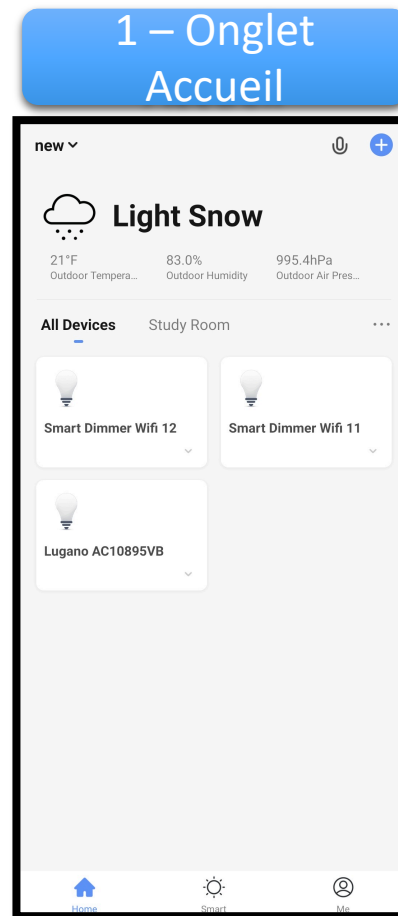 1 – Onglet
Accueil
new
Light Snow
21°F
83.0%
995.4hPa
Outdoor Tempera...
Outdoor Humidity
Outdoor Air Pres...
All Devices
Study Room
Smart Dimmer Wifi 12
Smart Dimmer Wifi 11
Lugano AC10895VB
Home
Smart
Me